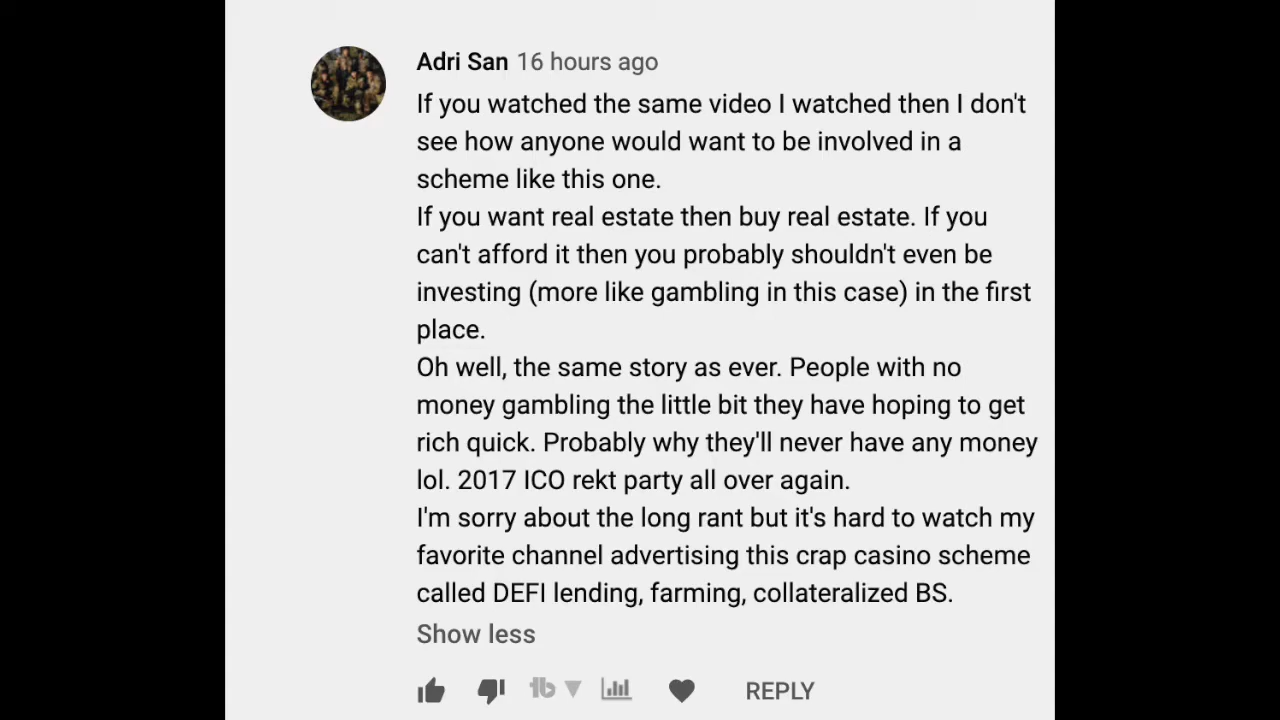 Adri San 16 hours ago
If you watched the same video I watched then I don't
see how anyone would want to be involved in a
scheme like this one.
If you want real estate then buy real estate. If you
can't afford it then you probably shouldn't even be
investing (more like gambling in this case) in the first
place.
Oh well, the same story as ever. People with no
money gambling the little bit they have hoping to get
rich quick. Probably why they'll never have any money
lol. 2017 ICO rekt party all over again.
I'm sorry about the long rant but it's hard to watch my
favorite channel advertising this crap casino scheme
called DEFI lending, farming, collateralized BS.
Show less
tb REPLY